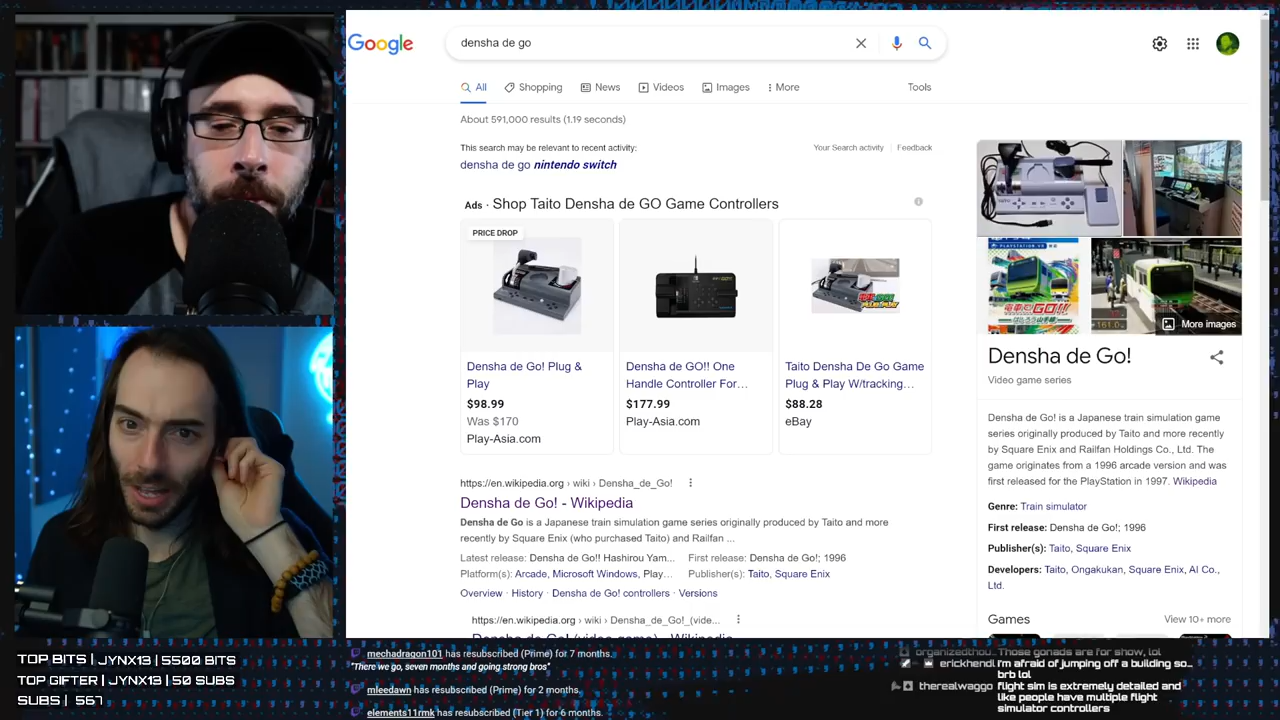 Google
densha de go
All
Shopping
News
Videos
Images
More
Tools
About 591,000 results (1.19 seconds)
This search may be relevant to recent activity:
Your Search activity
Feedback
densha de go nintendo switch
Ads · Shop Taito Densha de GO Game Controllers
PRICE DROP
Densha de Go! Plug &
Play
$98.99
Was $170
Play-Asia.com
Densha de GO!! One
Handle Controller For…
$177.99
Play-Asia.com
Taito Densha De Go Game
Plug & Play W/tracking…
$88.28
eBay
https://en.wikipedia.org › wiki › Densha_de_Go!
Densha de Go! - Wikipedia
Densha de Go is a Japanese train simulation game series originally produced by Taito and more
recently by Square Enix (who purchased Taito) and Railfan ...
Latest release: Densha de Go!! Hashirou Yam...
First release: Densha de Go!; 1996
Platform(s): Arcade, Microsoft Windows, Play…
Publisher(s): Taito, Square Enix
Overview · History · Densha de Go! controllers · Versions
https://en.wikipedia.org › wiki › Densha_de_Go!_(vide...
Densha de Go! (video game) - Wikipedia
More images
Densha de Go!
Video game series
Densha de Go! is a Japanese train simulation game
series originally produced by Taito and more recently
by Square Enix and Railfan Holdings Co., Ltd. The
game originates from a 1996 arcade version and was
first released for the PlayStation in 1997. Wikipedia
Genre: Train simulator
First release: Densha de Go!; 1996
Publisher(s): Taito, Square Enix
Developers: Taito, Ongakukan, Square Enix, AI Co.,
Ltd.
Games
View 10+ more
TOP BITS | JYNX13 | 5500 BITS
TOP GIFTER | JYNX13 | 50 SUBS
SUBS | 557
mechadragon101 has resubscribed (Prime) for 7 months.
"There we go, seven months and going strong bros"
mleedawn has resubscribed (Prime) for 2 months.
elements11rmk has resubscribed (Tier 1) for 6 months.
organizedthou... Those gonads are for show, lol
erickhendi I'm afraid of jumping off a building so...
brb lol
therealwaggo flight sim is extremely detailed and
like people have multiple flight
simulator controllers